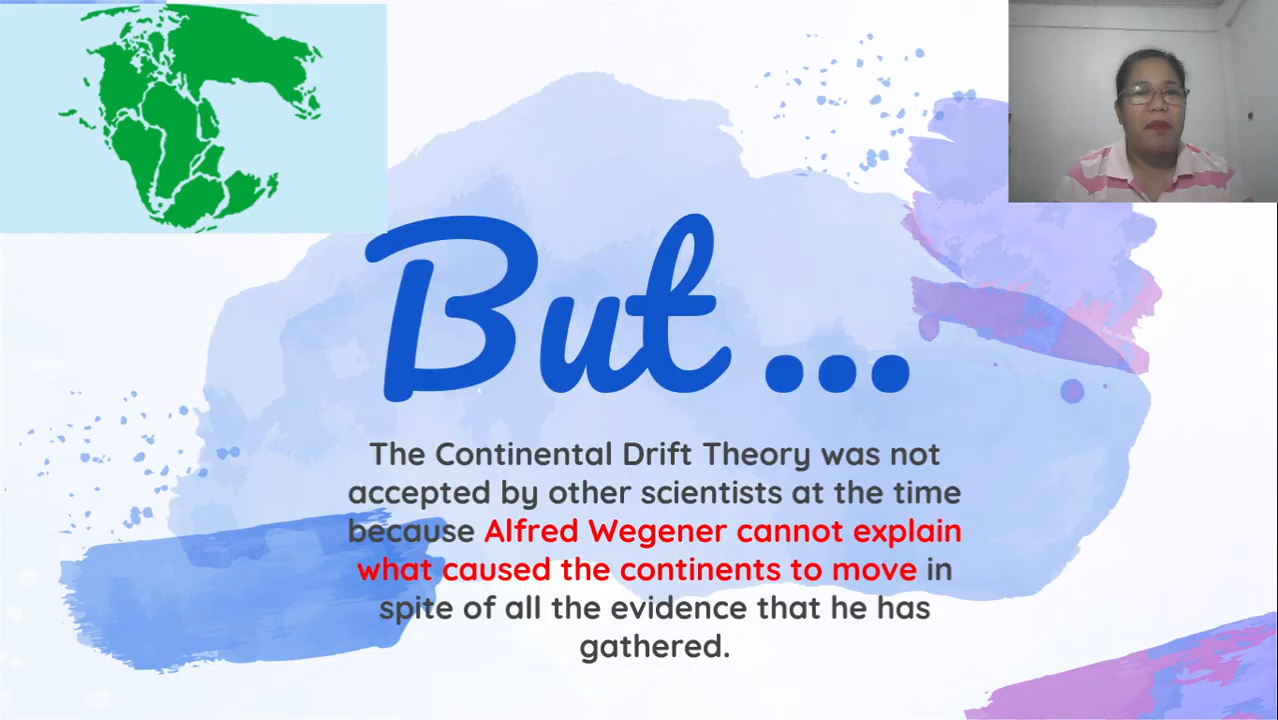 But...
The Continental Drift Theory was not
accepted by other scientists at the time
because Alfred Wegener cannot explain
what caused the continents to move in
spite of all the evidence that he has
gathered.